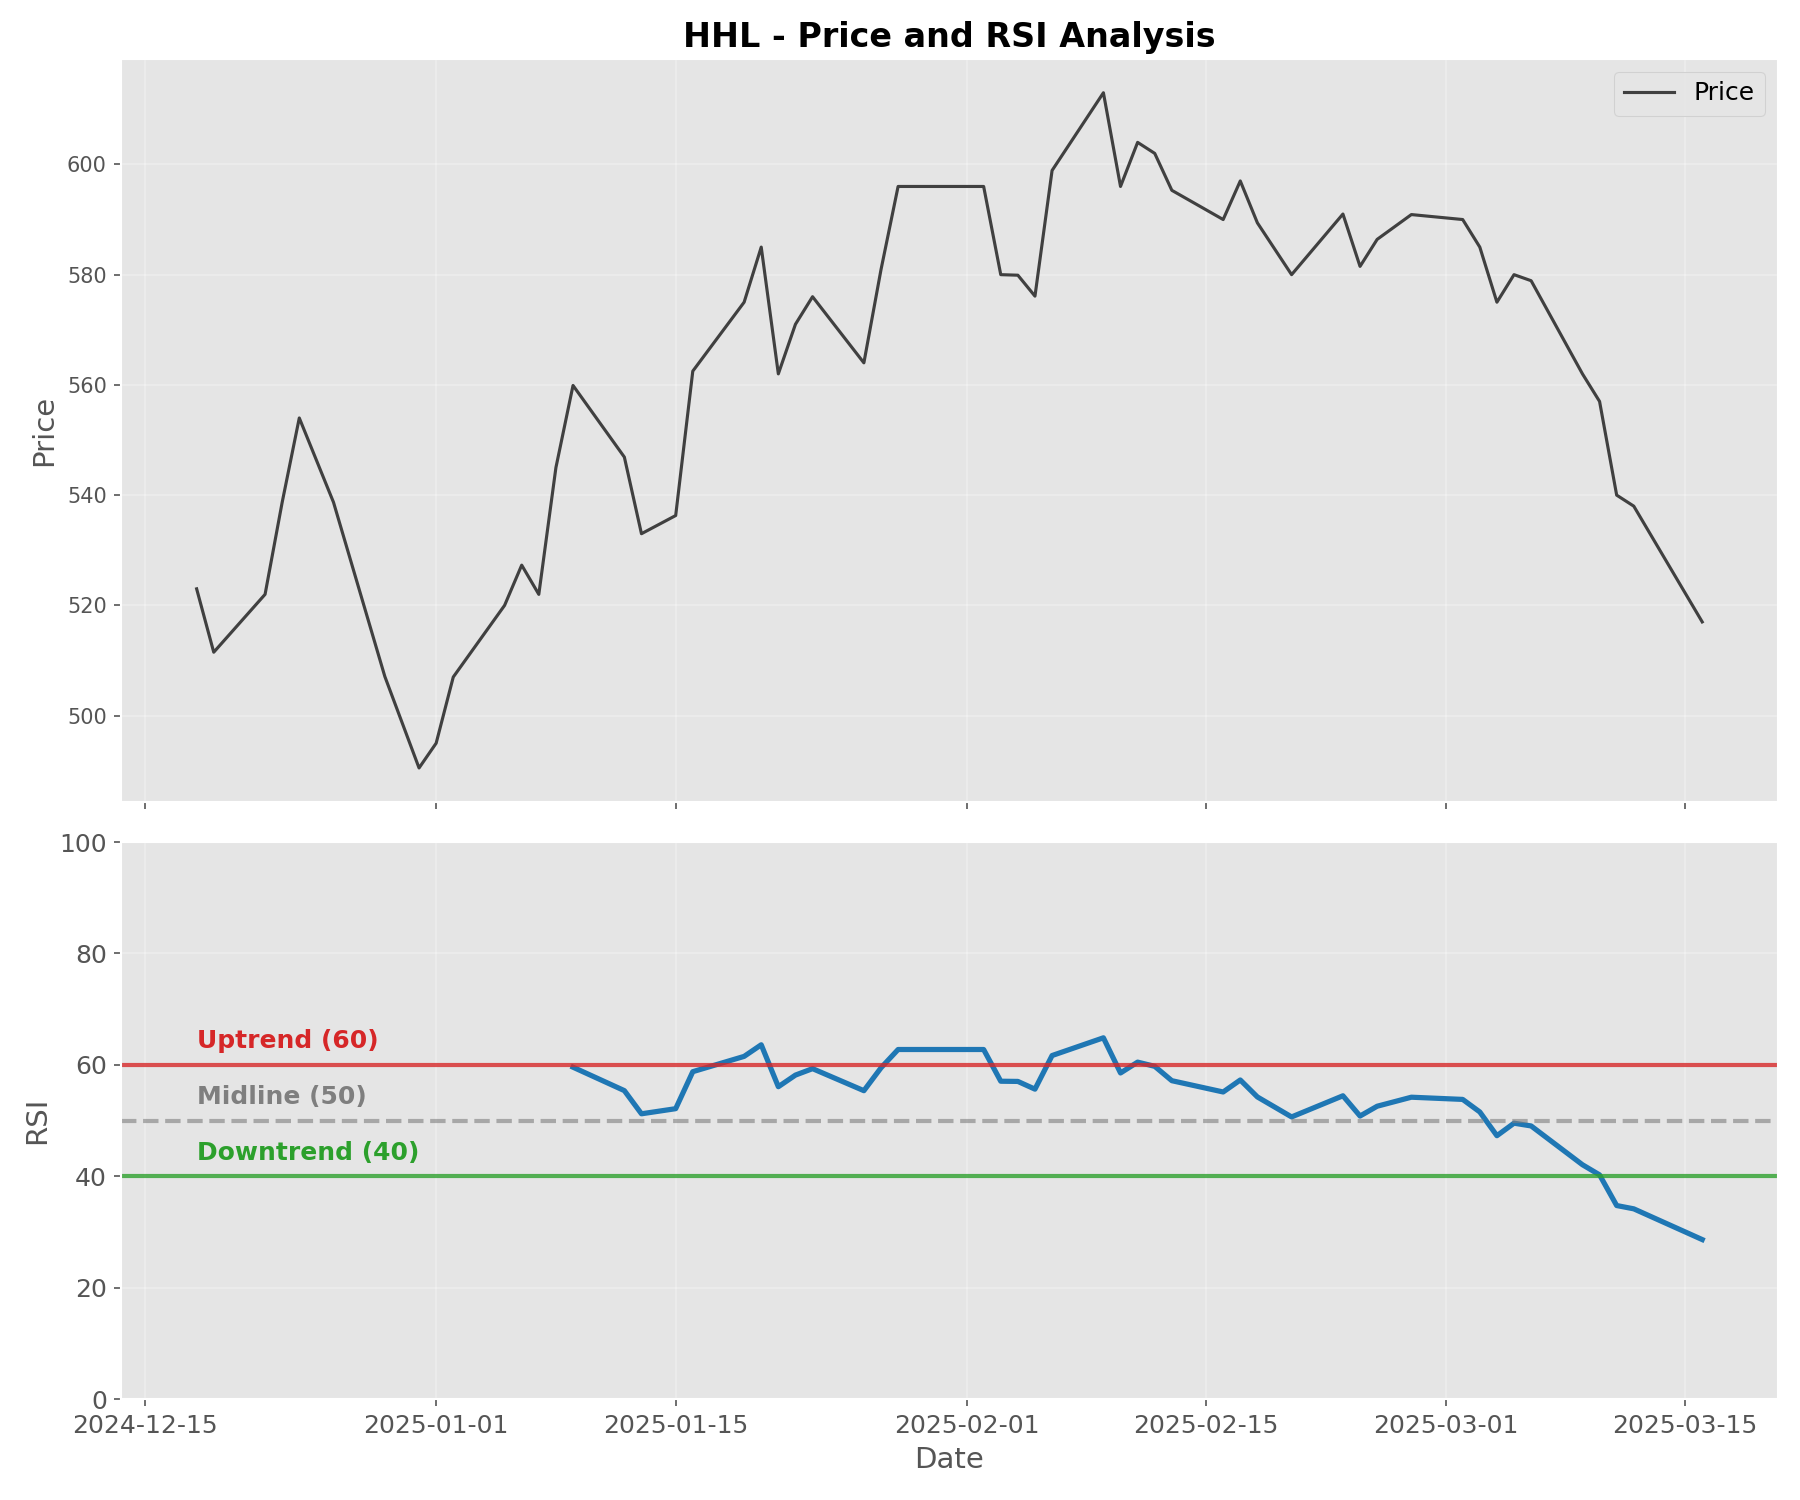 HHL - Price and RSI Analysis
Price
600
580
560
540
520
500
Price
100
80
60
40
20
0
RSI
Uptrend (60)
Midline (50)
Downtrend (40)
2024-12-15 2025-01-01 2025-01-15 2025-02-01 2025-02-15 2025-03-01 2025-03-15
Date